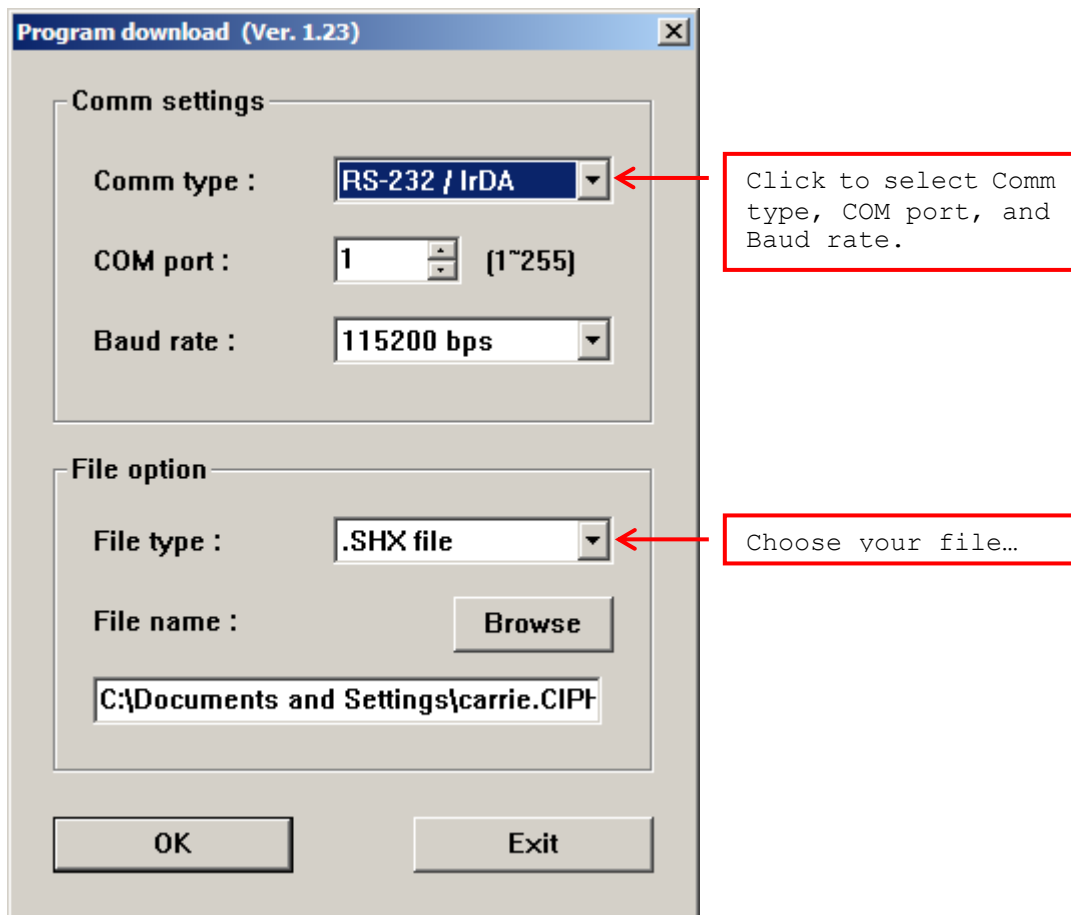 Program download (Ver. 1.23)
Comm settings
Comm type :
RS-232 / IrDA
Click to select Comm
type, COM port, and
Baud rate.
COM port :
1
(1~255)
Baud rate :
115200 bps
File option
File type :
.SHX file
Choose your file…
File name :
Browse
C:\Documents and Settings\carrie.CIPH
OK
Exit